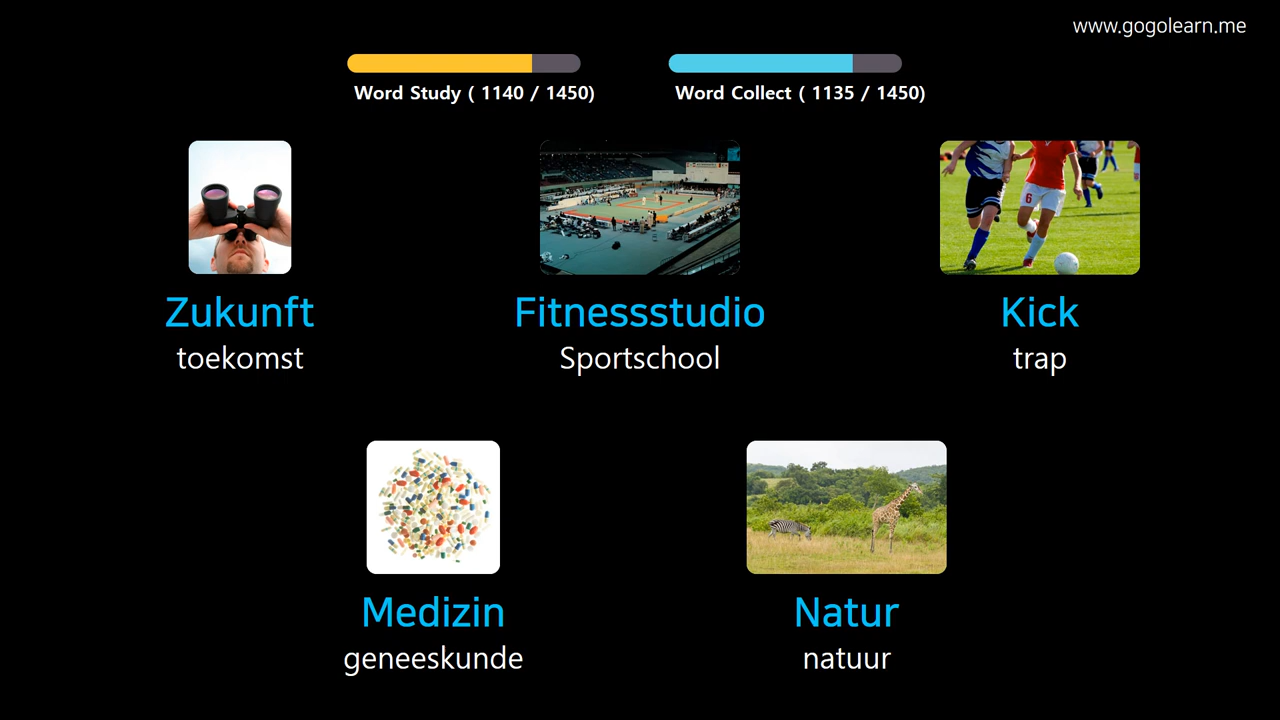 www.gogolearn.me
Word Study ( 1140 / 1450)
Word Collect ( 1135 / 1450)
Zukunft
toekomst
Fitnessstudio
Sportschool
Kick
trap
6
Medizin
geneeskunde
Natur
natuur